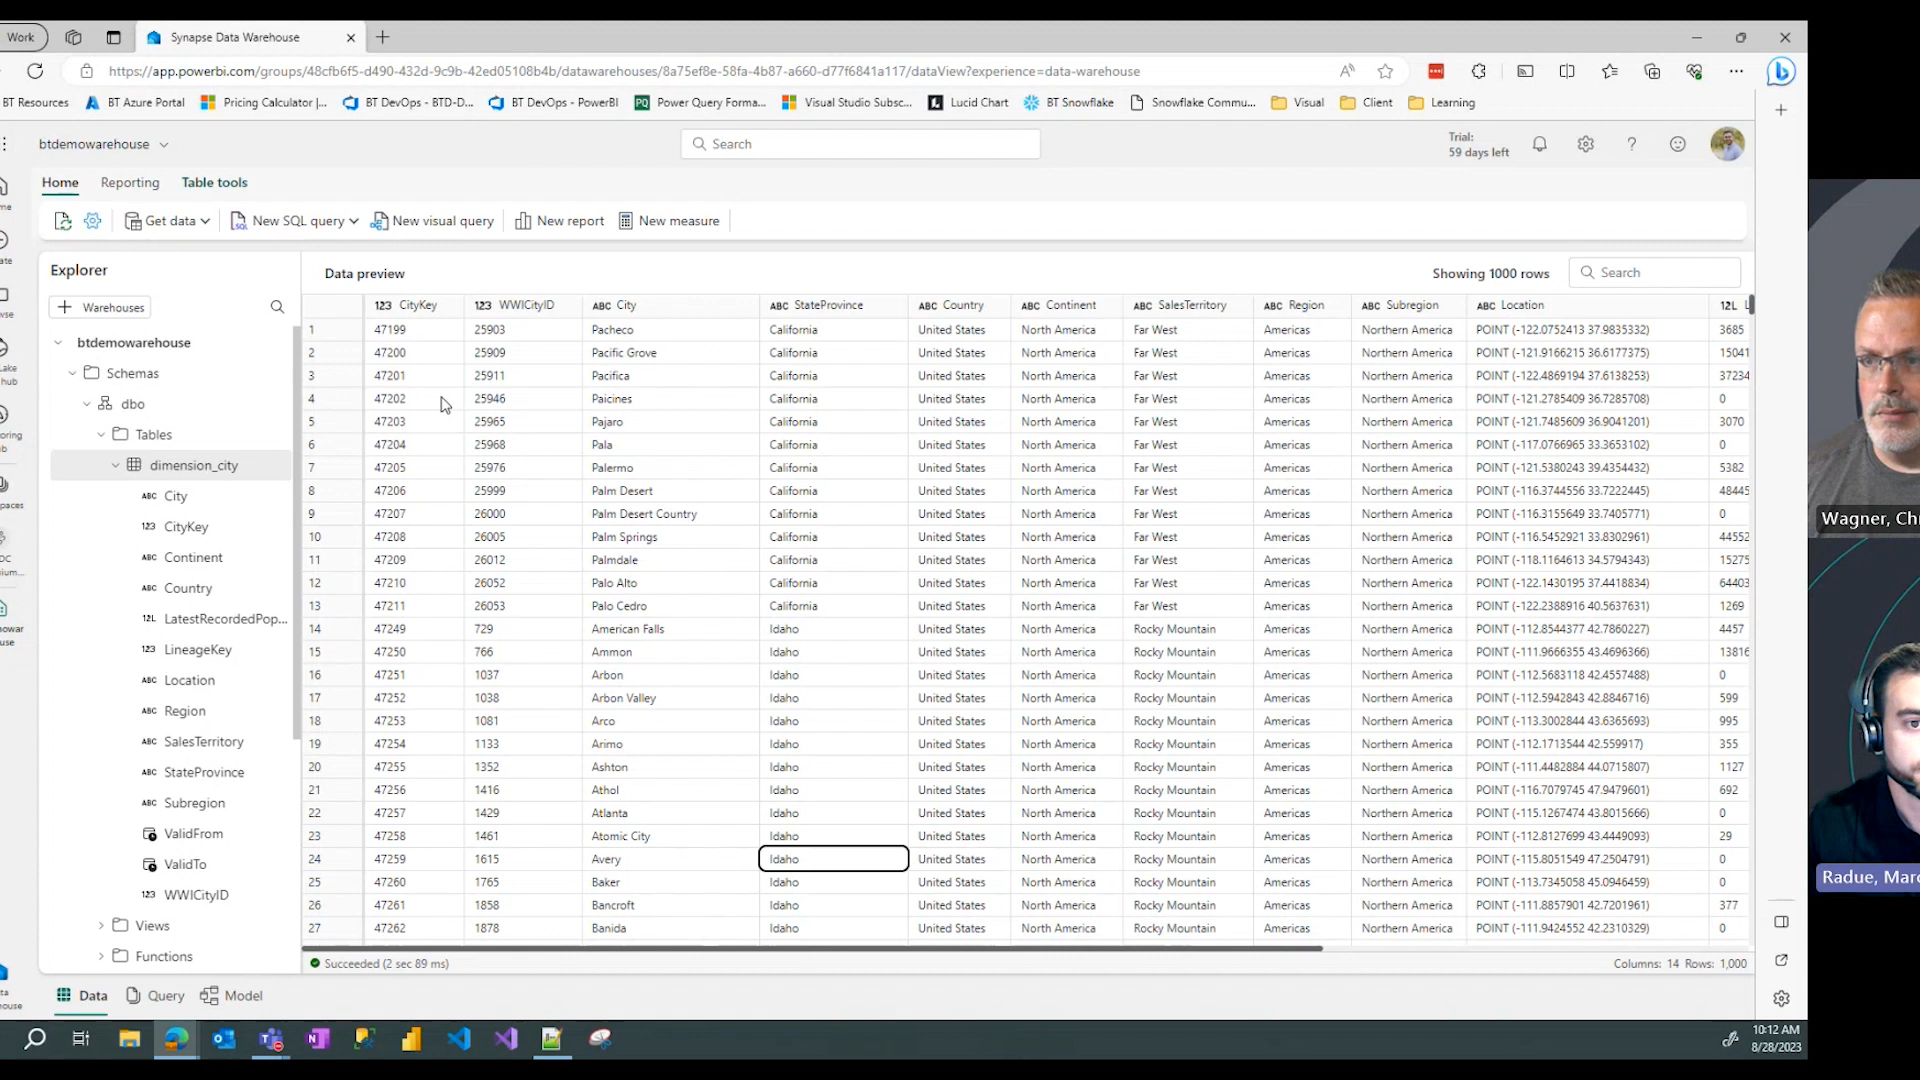 Work
Synapse Data Warehouse
https://app.powerbi.com/groups/48cfb6f5-d490-432d-9c9b-42ed05108b4b/datawarehouses/8a75ef8e-58fa-4b87-a660-d77f6841a117/dataView?experience=data-warehouse
BT Resources BT Azure Portal Pricing Calculator |... BT DevOps - BTD-D... BT DevOps - PowerBI Power Query Forma... Visual Studio Subsc... Lucid Chart BT Snowflake Snowflake Commu... Visual Client Learning
btdemowarehouse
Search
Trial:
59 days left
Home Reporting Table tools
Get data New SQL query New visual query New report New measure
Explorer
Warehouses
btdemowarehouse
Schemas
dbo
Tables
dimension_city
ABC City
123 CityKey
ABC Continent
ABC Country
12L LatestRecordedPop...
123 LineageKey
ABC Location
ABC Region
ABC SalesTerritory
ABC StateProvince
ABC Subregion
ValidFrom
ValidTo
123 WWICityID
Views
Functions
Data preview
Showing 1000 rows
Search
123 CityKey 123 WWICityID ABC City ABC StateProvince ABC Country ABC Continent ABC SalesTerritory ABC Region ABC Subregion ABC Location 12L L
1 47199 25903 Pacheco California United States North America Far West Americas Northern America POINT (-122.0752413 37.9835332) 3685
2 47200 25909 Pacific Grove California United States North America Far West Americas Northern America POINT (-121.9166215 36.6177375) 15041
3 47201 25911 Pacifica California United States North America Far West Americas Northern America POINT (-122.4869194 37.6138253) 37234
4 47202 25946 Paicines California United States North America Far West Americas Northern America POINT (-121.2785409 36.7285708) 0
5 47203 25965 Pajaro California United States North America Far West Americas Northern America POINT (-121.7485609 36.9041201) 3070
6 47204 25968 Pala California United States North America Far West Americas Northern America POINT (-117.0766965 33.3653102) 0
7 47205 25976 Palermo California United States North America Far West Americas Northern America POINT (-121.5380243 39.4354432) 5382
8 47206 25999 Palm Desert California United States North America Far West Americas Northern America POINT (-116.3744556 33.7222445) 48445
9 47207 26000 Palm Desert Country California United States North America Far West Americas Northern America POINT (-116.3155649 33.7405771) 0
10 47208 26005 Palm Springs California United States North America Far West Americas Northern America POINT (-116.5452921 33.8302961) 44552
11 47209 26012 Palmdale California United States North America Far West Americas Northern America POINT (-118.1164613 34.5794343) 15275
12 47210 26052 Palo Alto California United States North America Far West Americas Northern America POINT (-122.1430195 37.4418834) 64403
13 47211 26053 Palo Cedro California United States North America Far West Americas Northern America POINT (-122.2388916 40.5637631) 1269
14 47249 729 American Falls Idaho United States North America Rocky Mountain Americas Northern America POINT (-112.8544377 42.7860227) 4457
15 47250 766 Ammon Idaho United States North America Rocky Mountain Americas Northern America POINT (-111.9666355 43.4696366) 13816
16 47251 1037 Arbon Idaho United States North America Rocky Mountain Americas Northern America POINT (-112.5683118 42.4557488) 0
17 47252 1038 Arbon Valley Idaho United States North America Rocky Mountain Americas Northern America POINT (-112.5942843 42.8846716) 599
18 47253 1081 Arco Idaho United States North America Rocky Mountain Americas Northern America POINT (-113.3002844 43.6365693) 995
19 47254 1133 Arimo Idaho United States North America Rocky Mountain Americas Northern America POINT (-112.1713544 42.559917) 355
20 47255 1352 Ashton Idaho United States North America Rocky Mountain Americas Northern America POINT (-111.4482884 44.0715807) 1127
21 47256 1416 Athol Idaho United States North America Rocky Mountain Americas Northern America POINT (-116.7079745 47.9479601) 692
22 47257 1429 Atlanta Idaho United States North America Rocky Mountain Americas Northern America POINT (-115.1267474 43.8015666) 0
23 47258 1461 Atomic City Idaho United States North America Rocky Mountain Americas Northern America POINT (-112.8127699 43.4449093) 29
24 47259 1615 Avery Idaho United States North America Rocky Mountain Americas Northern America POINT (-115.8051549 47.2504791) 0
25 47260 1765 Baker Idaho United States North America Rocky Mountain Americas Northern America POINT (-113.7345058 45.0946459) 0
26 47261 1858 Bancroft Idaho United States North America Rocky Mountain Americas Northern America POINT (-111.8857901 42.7201961) 377
27 47262 1878 Banida Idaho United States North America Rocky Mountain Americas Northern America POINT (-111.9424552 42.2310329) 0
Succeeded (2 sec 89 ms)
Columns: 14 Rows: 1,000
Data Query Model
10:12 AM
8/28/2023
Wagner, Chr
Radue, Marc